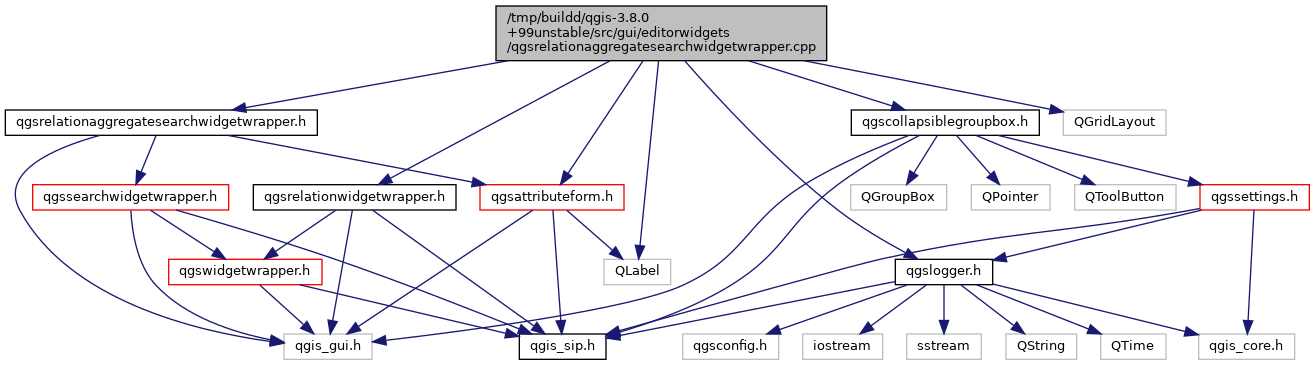 /tmp/buildd/qgis-3.8.0
+99unstable/src/gui/editorwidgets
/qgsrelationaggregatesearchwidgetwrapper.cpp
qgsrelationaggregatesearchwidgetwrapper.h
qgscollapsiblegroupbox.h
QGridLayout
qgssearchwidgetwrapper.h
qgsrelationwidgetwrapper.h
qgsattributeform.h
QGroupBox
QPointer
QToolButton
qgssettings.h
qgswidgetwrapper.h
QLabel
qgslogger.h
qgis_gui.h
qgis_sip.h
qgsconfig.h
iostream
sstream
QString
QTime
qgis_core.h